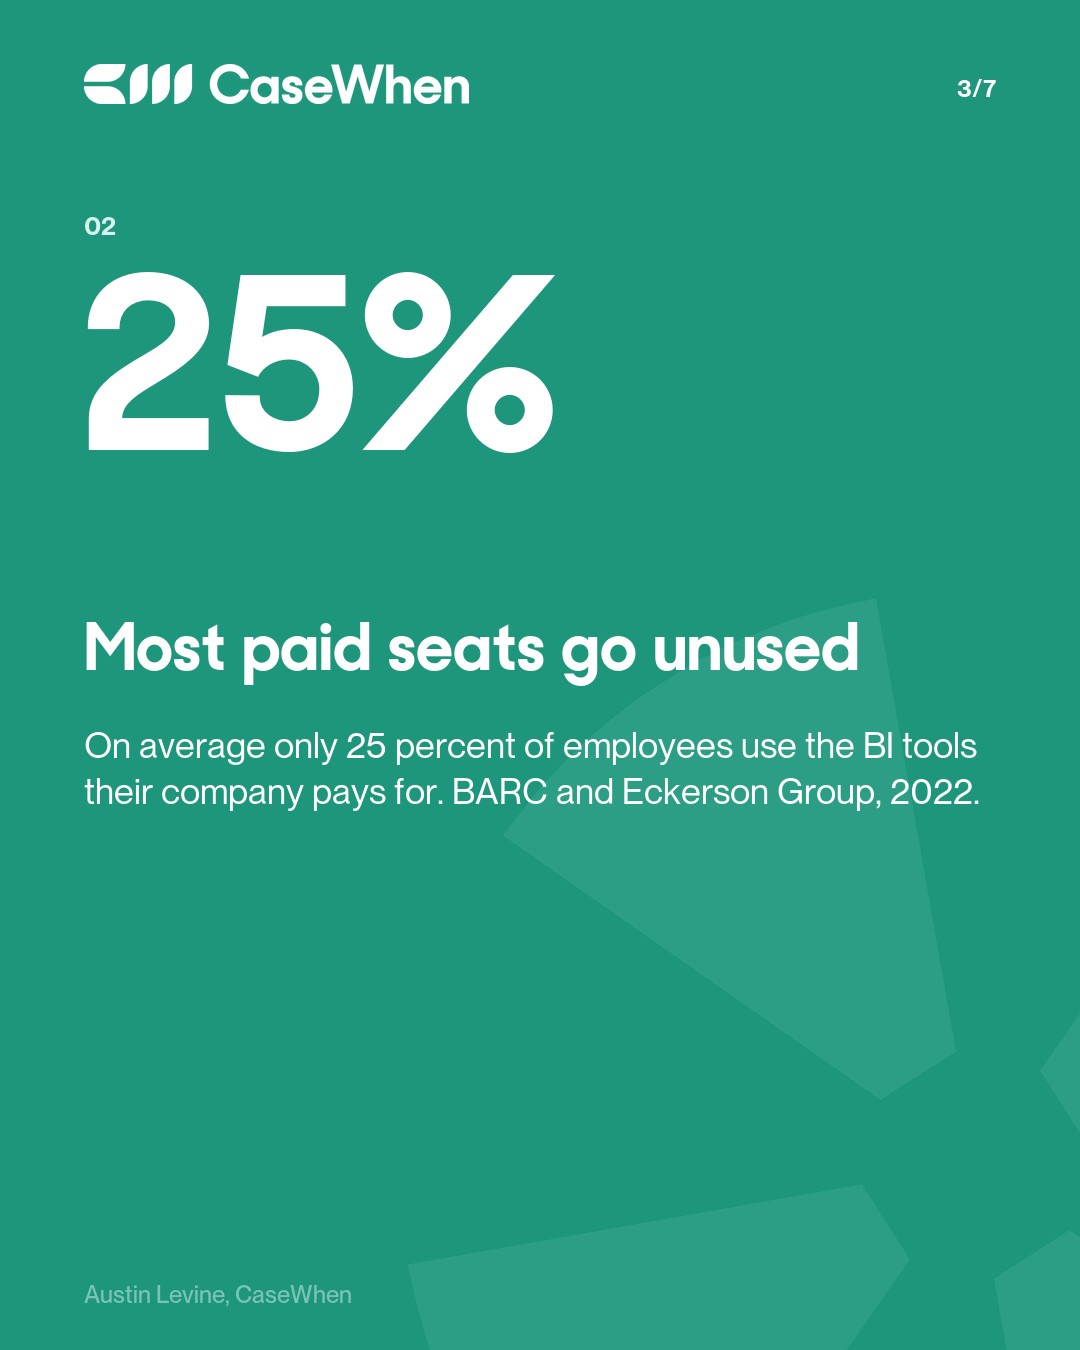 CaseWhen
3/7
02
25%
Most paid seats go unused
On average only 25 percent of employees use the BI tools
their company pays for. BARC and Eckerson Group, 2022.
Austin Levine, CaseWhen